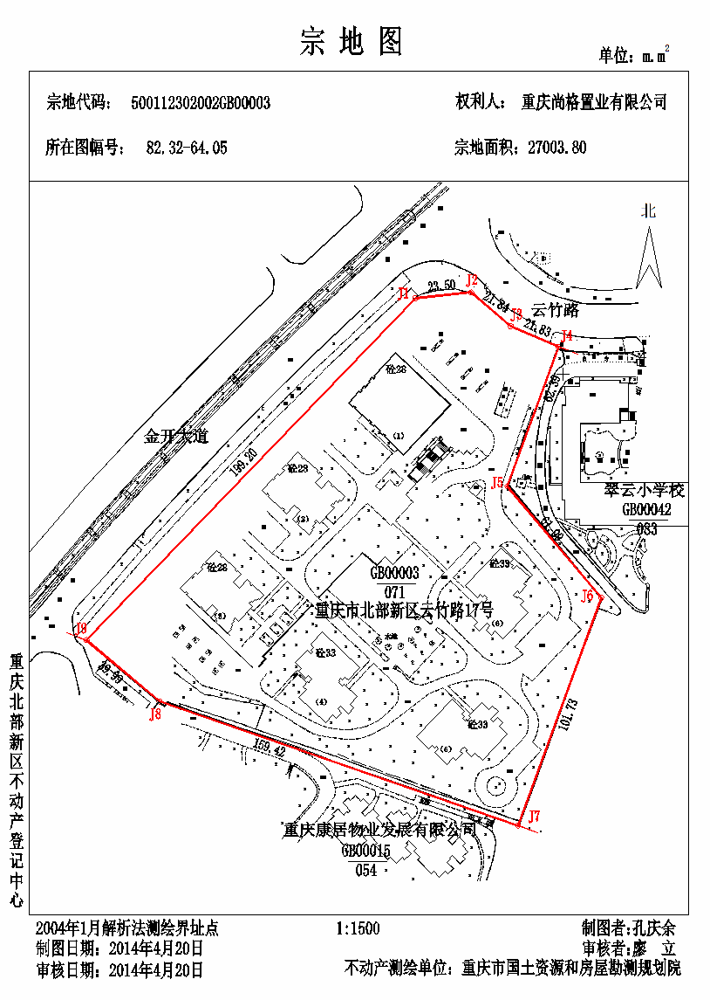 宗地图
单位：m.m²
宗地代码： 500112302002GB00003
权利人： 重庆尚格置业有限公司
所在图幅号： 82.32-64.05
宗地面积：27003.80
北
J1
23.50
J2
21.84
云竹路
J3
21.83
J4
砼28
62.39
(1)
金开大道
199.20
砼28
J5
翠云小学校
GB00042
083
(2)
砼28
GB00003
071
砼33
J6
重庆市北部新区云竹路17号
(3)
(6)
J9
水池
砼33
49.99
(4)
J8
101.73
砼33
159.42
(5)
J7
重庆康居物业发展有限公司
GB00015
054
重庆北部新区不动产登记中心
2004年1月解析法测绘界址点
1:1500
制图者:孔庆余
制图日期：2014年4月20日
审核者:廖 立
审核日期：2014年4月20日
不动产测绘单位：重庆市国土资源和房屋勘测规划院